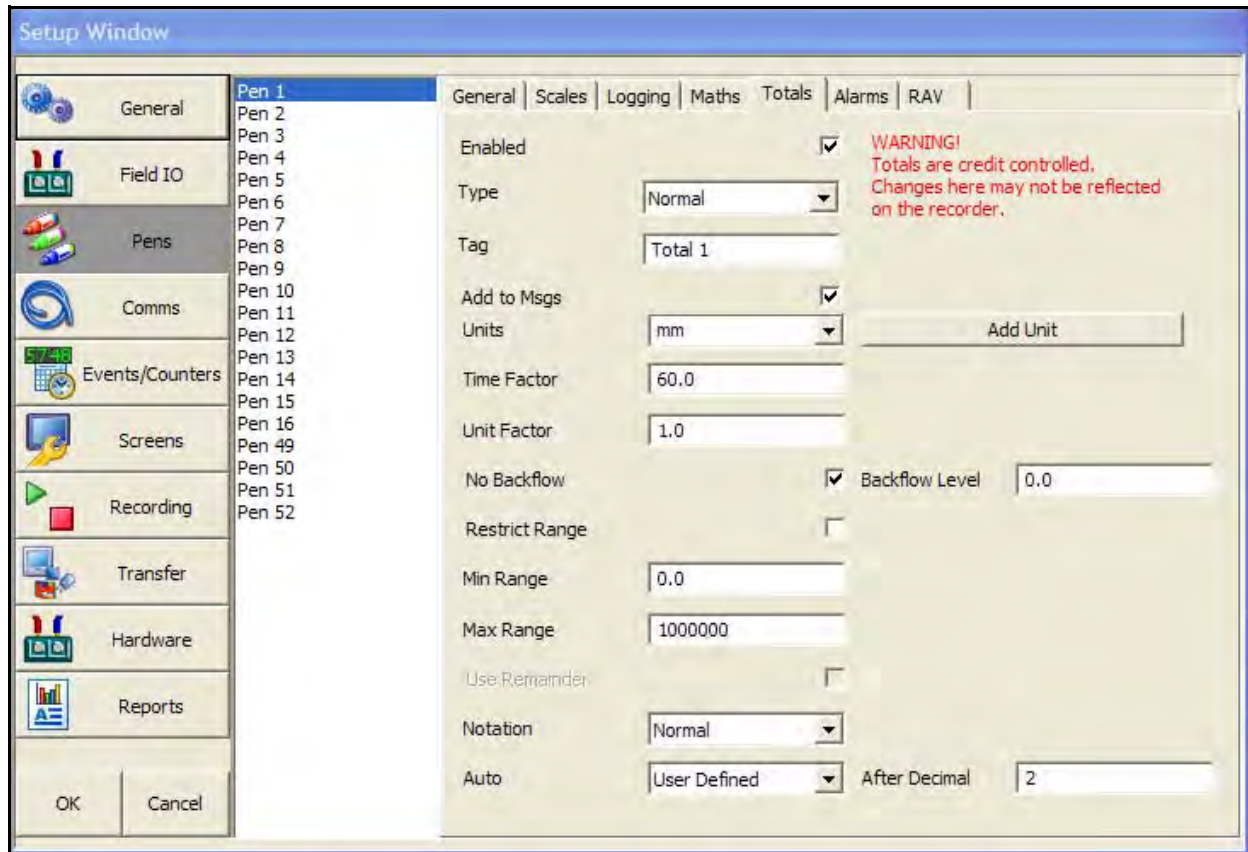 Setup Window
General
Field IO
Pens
Comms
5748
Events/Counters
Screens
Recording
Transfer
Hardware
Reports
OK Cancel
Pen 1
Pen 2
Pen 3
Pen 4
Pen 5
Pen 6
Pen 7
Pen 8
Pen 9
Pen 10
Pen 11
Pen 12
Pen 13
Pen 14
Pen 15
Pen 16
Pen 49
Pen 50
Pen 51
Pen 52
General Scales Logging Maths Totals Alarms RAV
Enabled
WARNING!
Totals are credit controlled.
Changes here may not be reflected
on the recorder.
Type Normal
Tag Total 1
Add to Msgs
Units mm Add Unit
Time Factor 60.0
Unit Factor 1.0
No Backflow Backflow Level 0.0
Restrict Range
Min Range 0.0
Max Range 1000000
Use Remainder
Notation Normal
Auto User Defined After Decimal 2